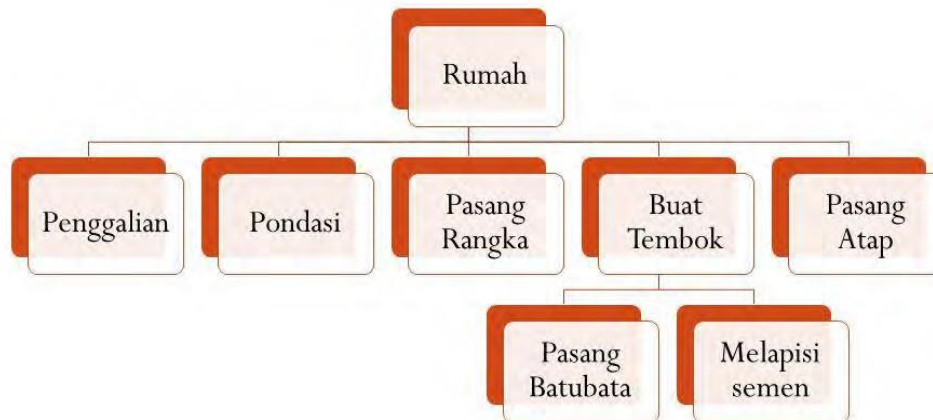 Rumah
Penggalian
Pondasi
Pasang
Rangka
Buat
Tembok
Pasang
Atap
Pasang
Batubata
Melapisi
semen